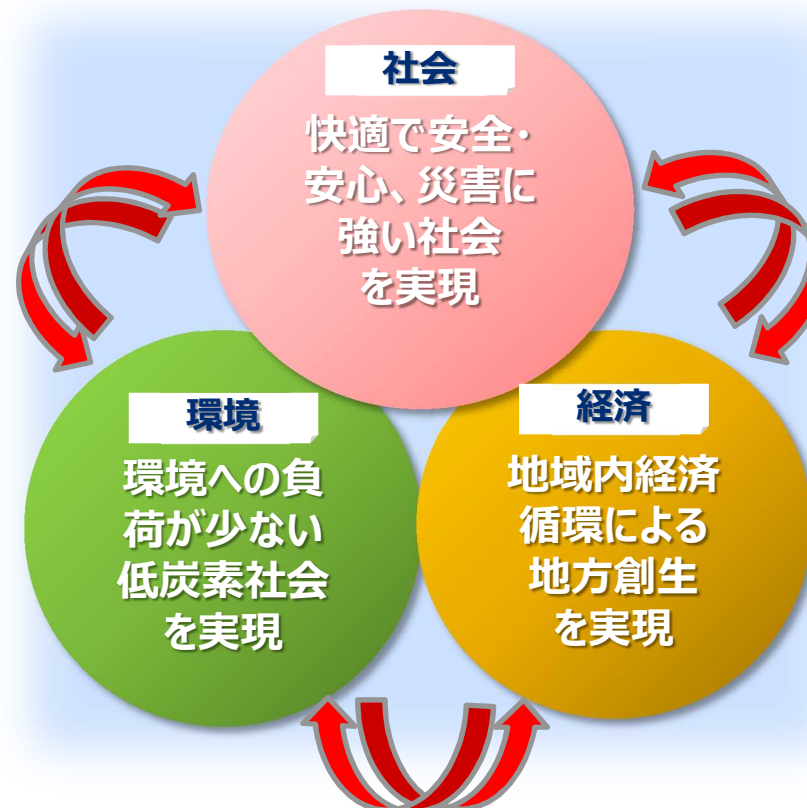 社会
快適で安全・
安心、災害に
強い社会
を実現
環境
環境への負
荷が少ない
低炭素社会
を実現
経済
地域内経済
循環による
地方創生
を実現